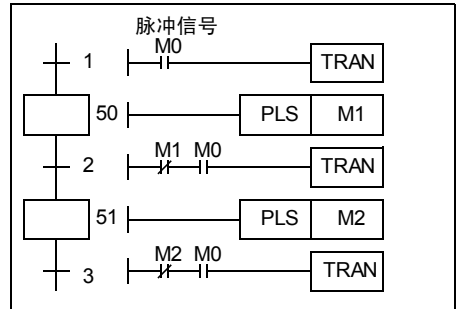 脉冲信号
M0
1 TRAN
50 PLS M1
M1 M0
2 TRAN
51 PLS M2
M2 M0
3 TRAN